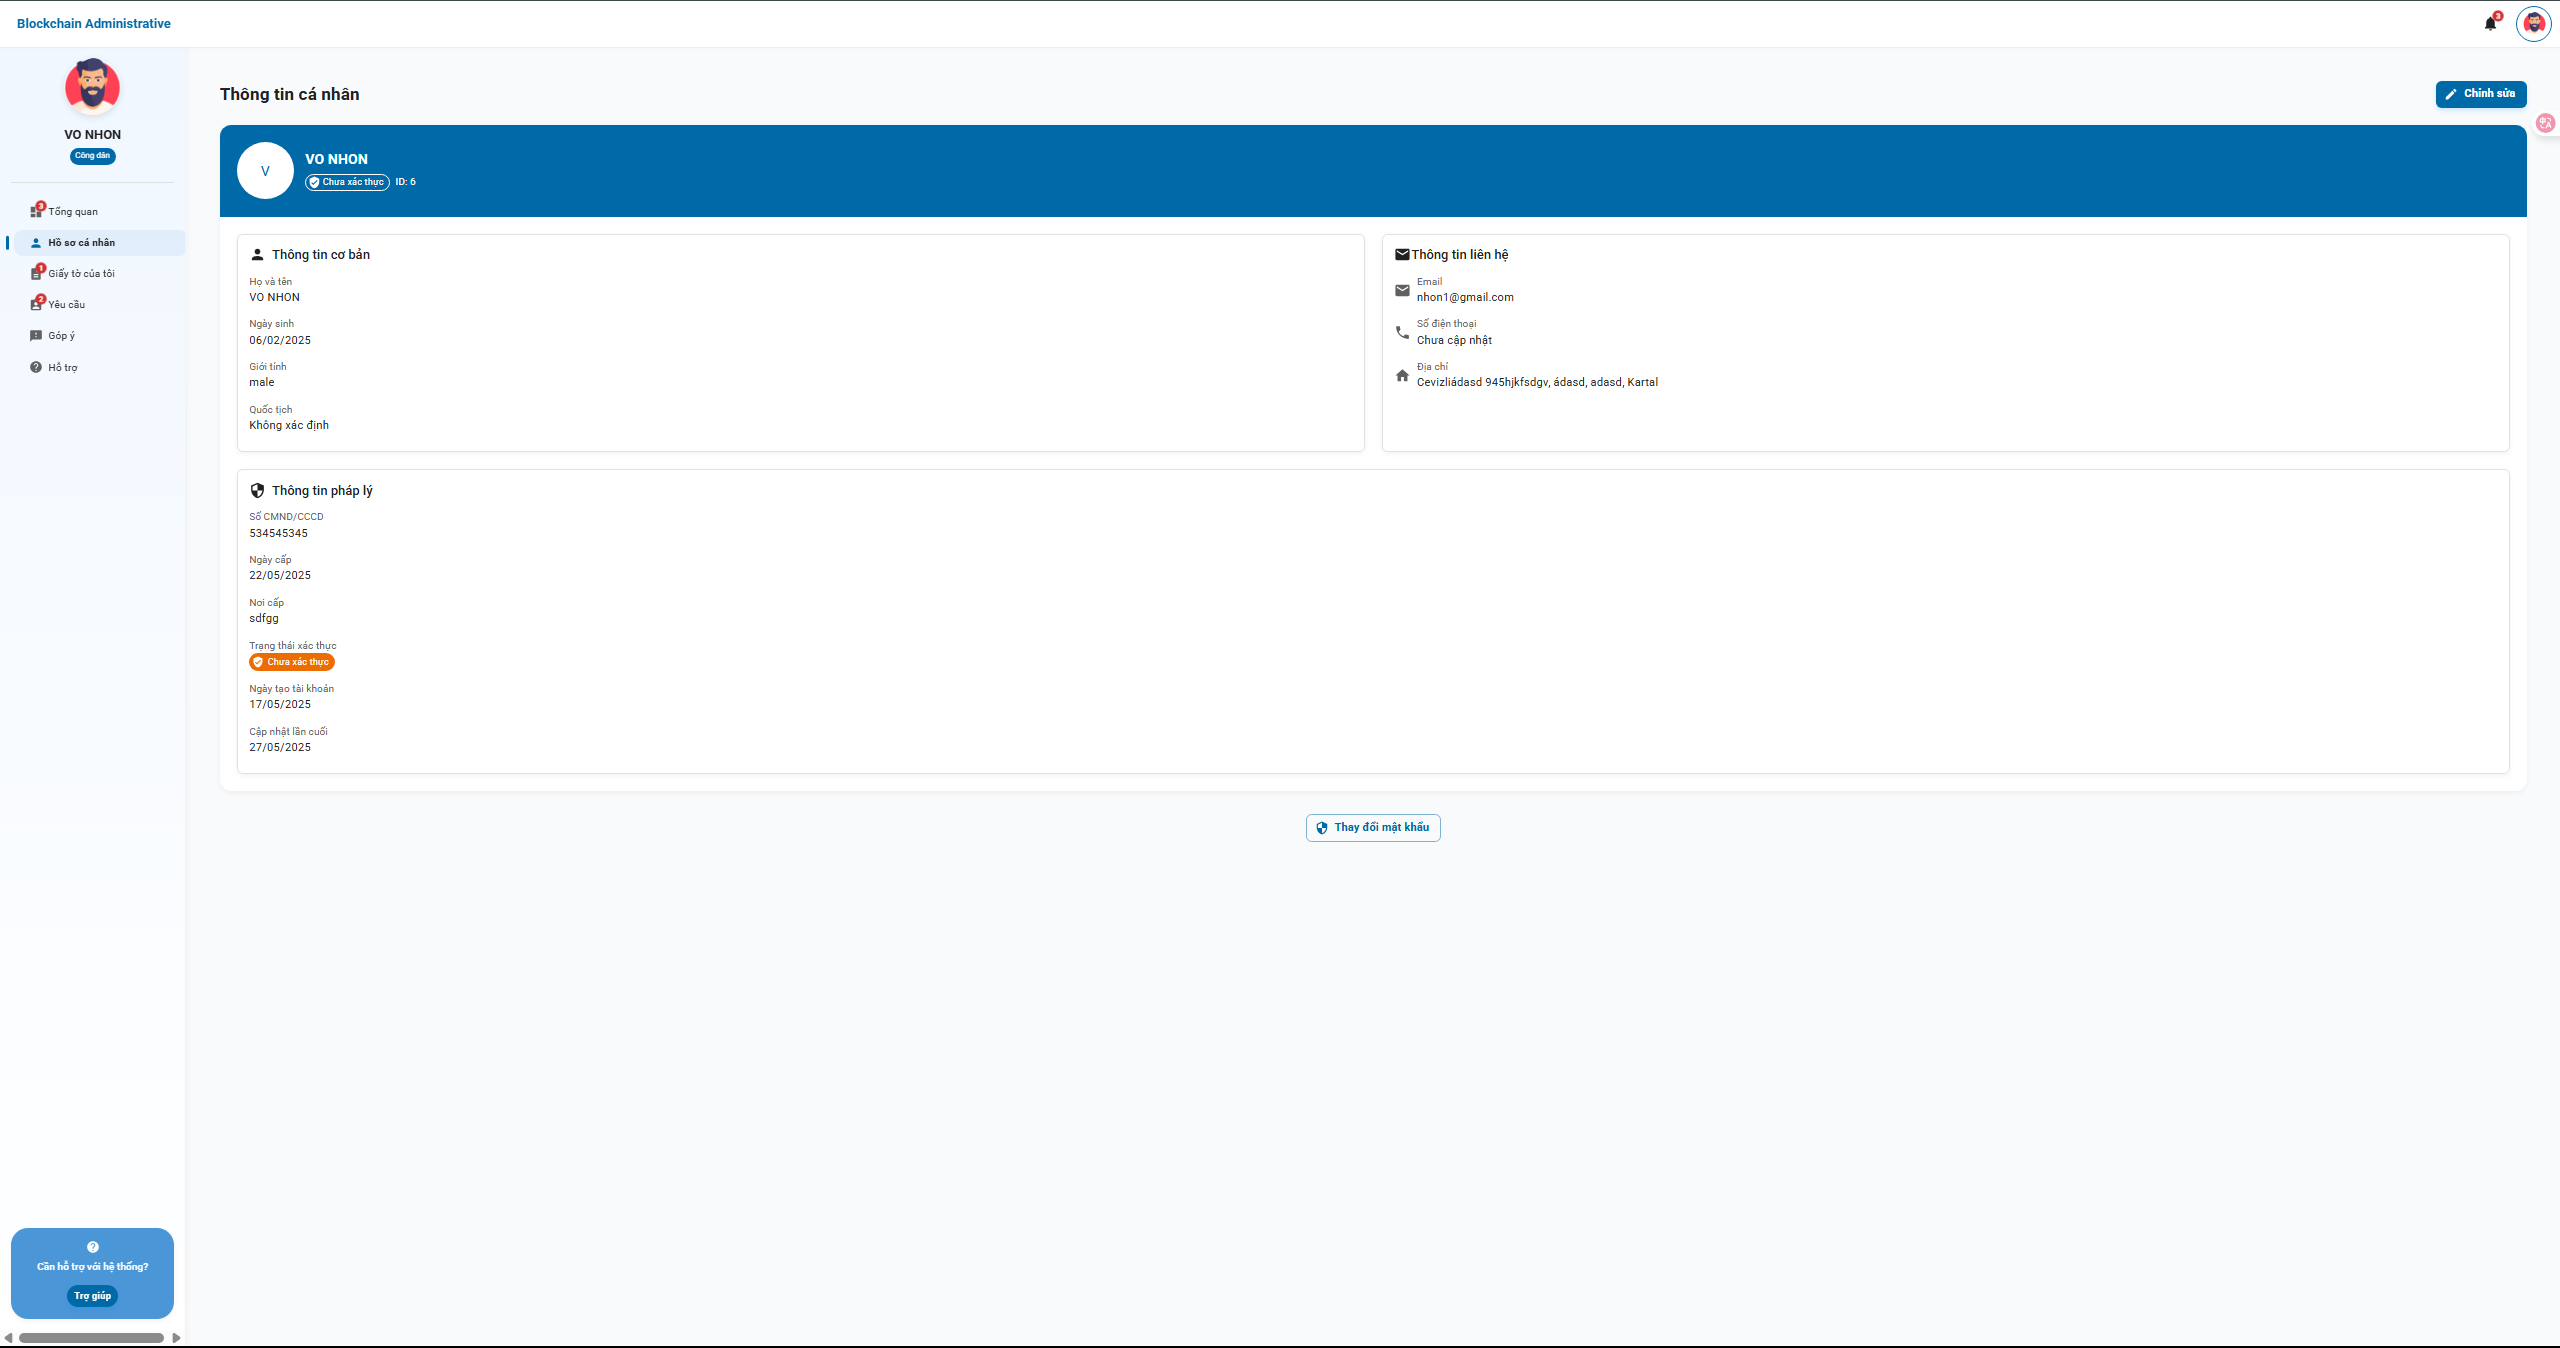 Blockchain Administrative
3
VO NHON
Công dân
3
Tổng quan
Hồ sơ cá nhân
1
Giấy tờ của tôi
2
Yêu cầu
Góp ý
Hỗ trợ
Cần hỗ trợ với hệ thống?
Trợ giúp
Thông tin cá nhân
Chỉnh sửa
V
VO NHON
Chưa xác thực ID: 6
Thông tin cơ bản
Họ và tên
VO NHON
Ngày sinh
06/02/2025
Giới tính
male
Quốc tịch
Không xác định
Thông tin liên hệ
Email
nhon1@gmail.com
Số điện thoại
Chưa cập nhật
Địa chỉ
Cevizliádasd 945hjkfsdgv, ádasd, adasd, Kartal
Thông tin pháp lý
Số CMND/CCCD
534545345
Ngày cấp
22/05/2025
Nơi cấp
sdfgg
Trạng thái xác thực
Chưa xác thực
Ngày tạo tài khoản
17/05/2025
Cập nhật lần cuối
27/05/2025
Thay đổi mật khẩu